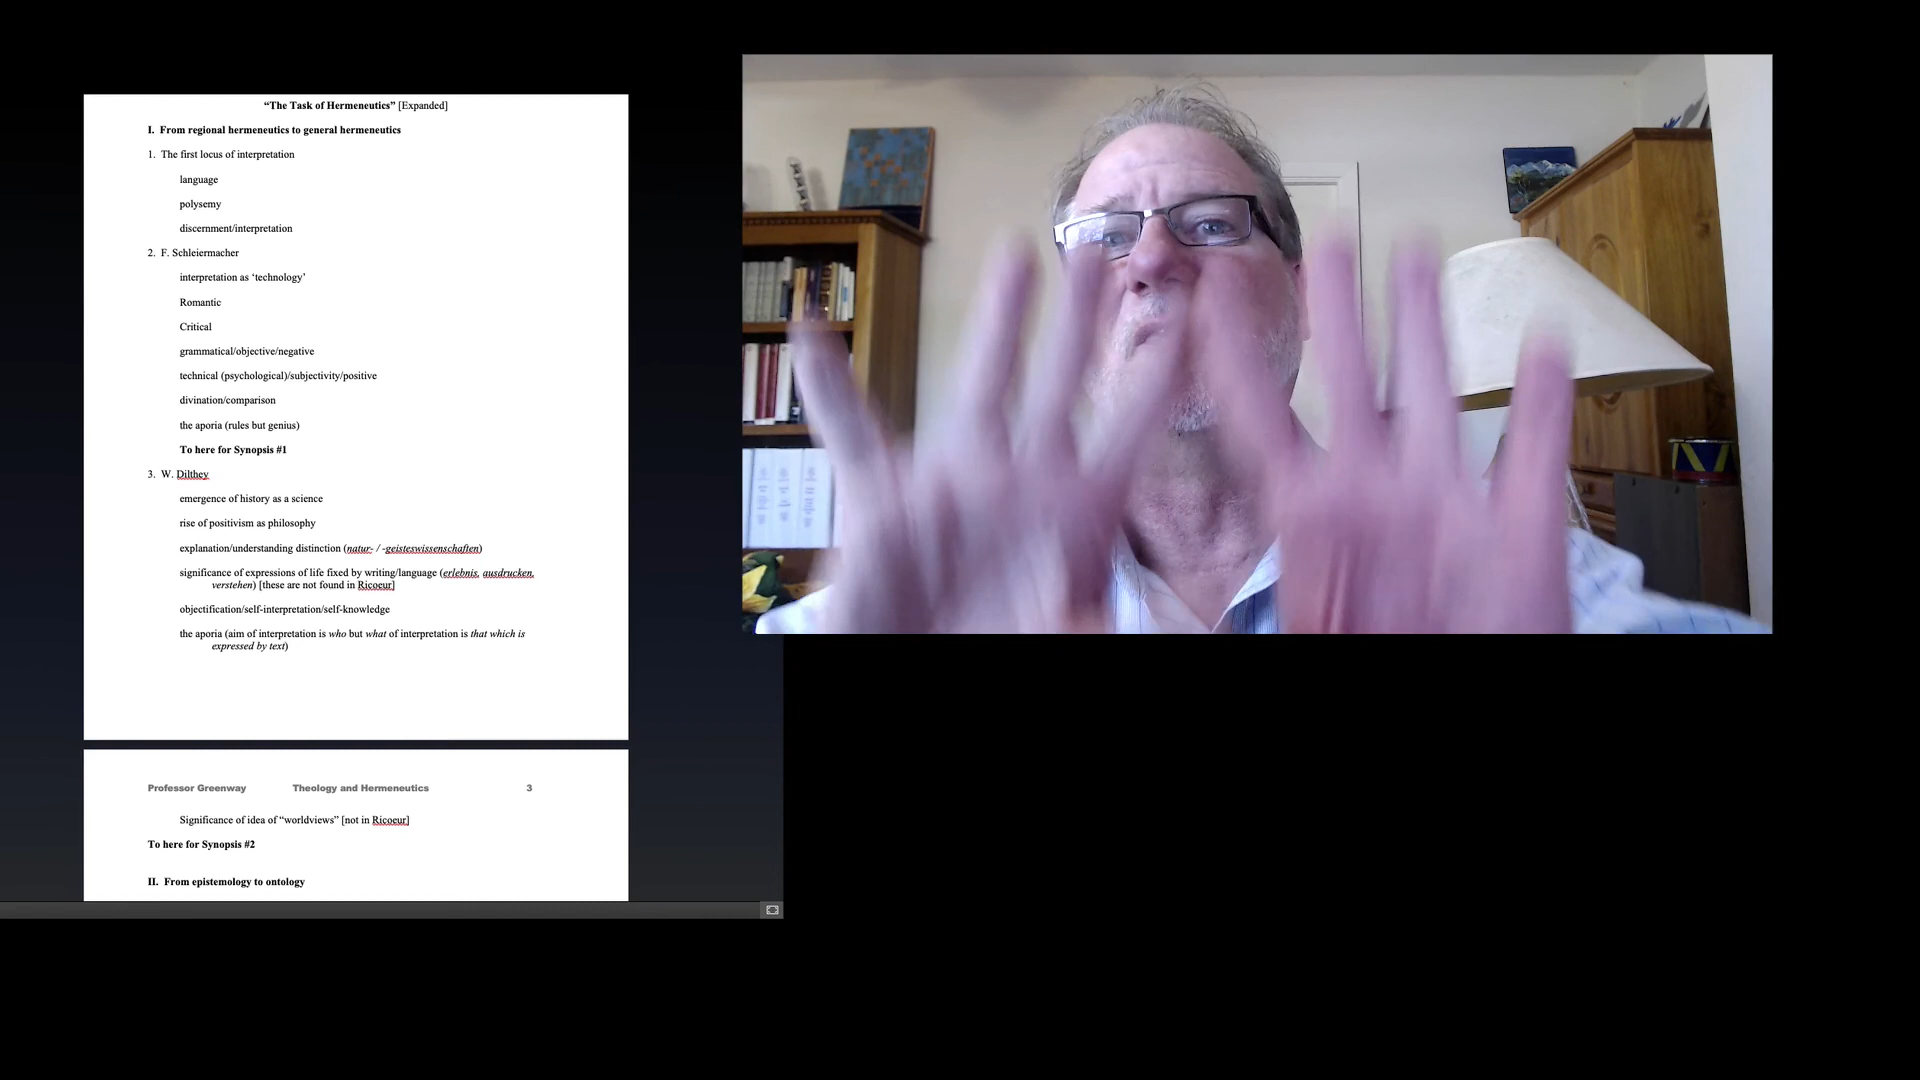 “The Task of Hermeneutics” [Expanded]
I. From regional hermeneutics to general hermeneutics
1. The first locus of interpretation
language
polysemy
discernment/interpretation
2. F. Schleiermacher
interpretation as ‘technology’
Romantic
Critical
grammatical/objective/negative
technical (psychological)/subjectivity/positive
divination/comparison
the aporia (rules but genius)
To here for Synopsis #1
3. W. Dilthey
emergence of history as a science
rise of positivism as philosophy
explanation/understanding distinction (natur- / -geisteswissenschaften)
significance of expressions of life fixed by writing/language (erlebnis, ausdrucken,
verstehen) [these are not found in Ricoeur]
objectification/self-interpretation/self-knowledge
the aporia (aim of interpretation is who but what of interpretation is that which is
expressed by text)
Professor Greenway Theology and Hermeneutics 3
Significance of idea of “worldviews” [not in Ricoeur]
To here for Synopsis #2
II. From epistemology to ontology